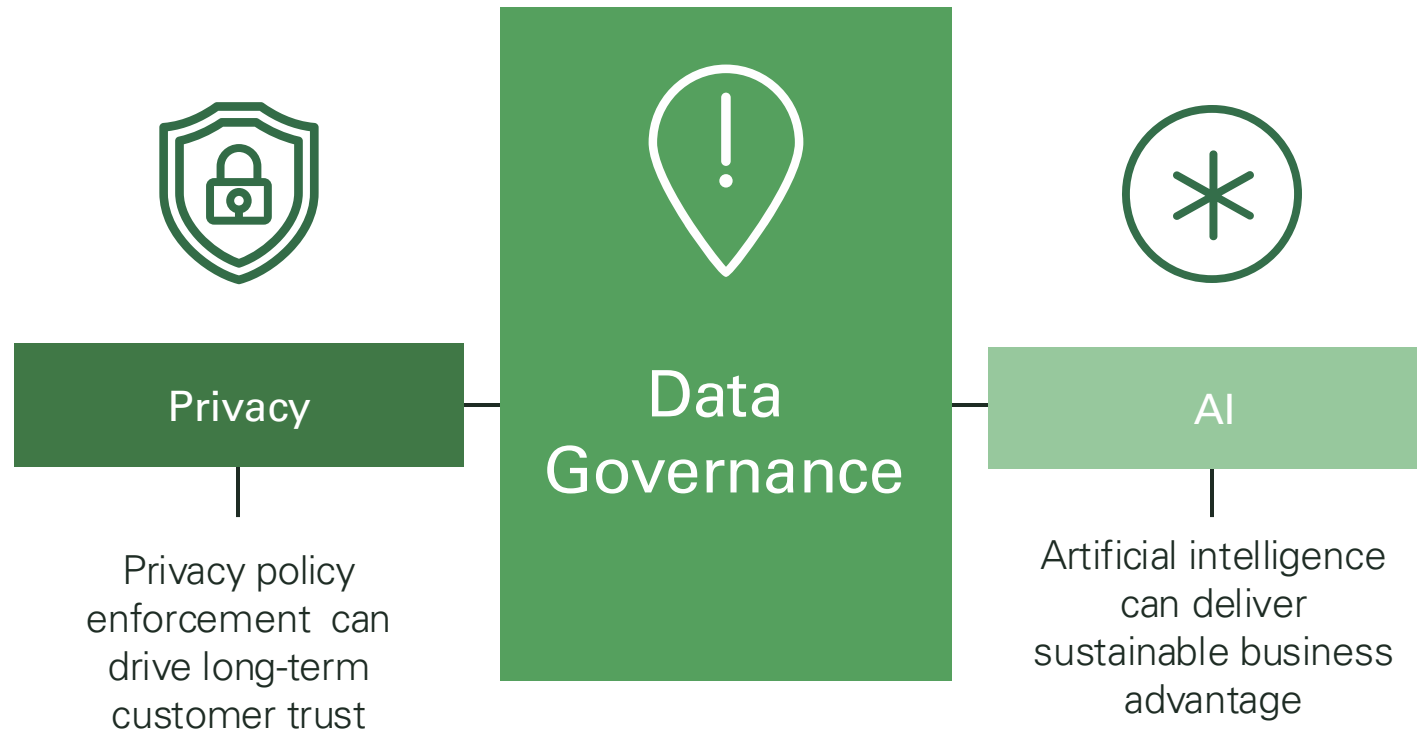 Privacy
Privacy policy
enforcement  can
drive long-term
customer trust
Data
Governance
AI
Artificial intelligence
can deliver
sustainable business
advantage